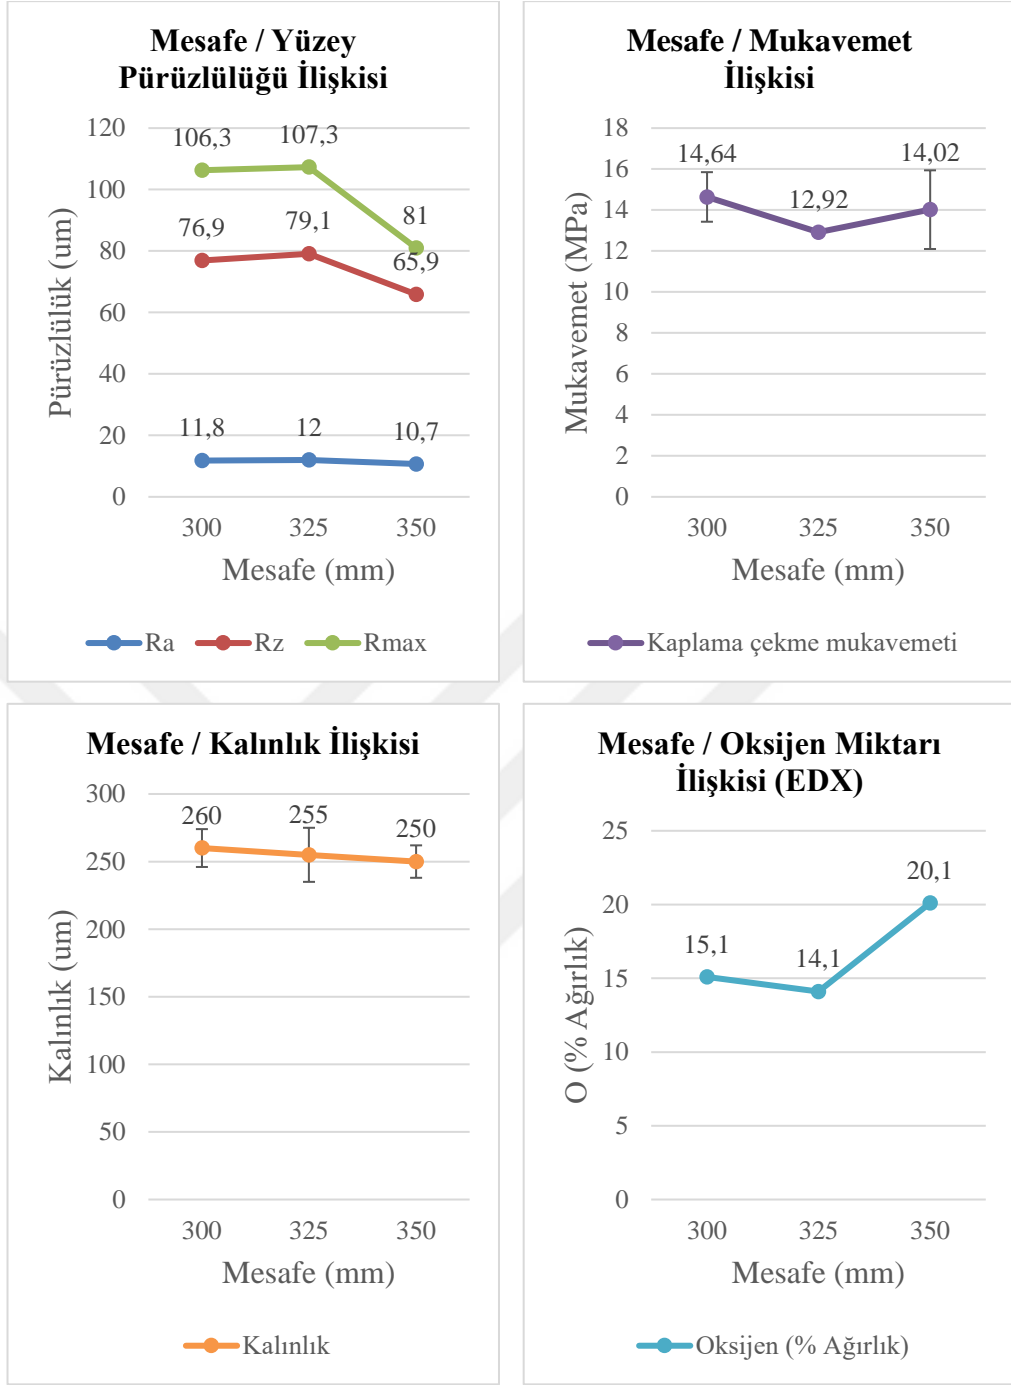 Mesafe / Yüzey
Pürüzlülüğü İlişkisi
120
100
80
60
40
20
0
106,3
107,3
81
76,9
79,1
65,9
11,8
12
10,7
300
325
350
Pürüzlülük (um)
Mesafe (mm)
Ra
Rz
Rmax
Mesafe / Mukavemet
İlişkisi
18
16
14
12
10
8
6
4
2
0
14,64
12,92
14,02
300
325
350
Mukavemet (MPa)
Mesafe (mm)
Kaplama çekme mukavemeti
Mesafe / Kalınlık İlişkisi
300
250
200
150
100
50
0
260
255
250
300
325
350
Kalınlık (um)
Mesafe (mm)
Kalınlık
Mesafe / Oksijen Miktarı
İlişkisi (EDX)
25
20
15
10
5
0
15,1
14,1
20,1
300
325
350
O (% Ağırlık)
Mesafe (mm)
Oksijen (% Ağırlık)